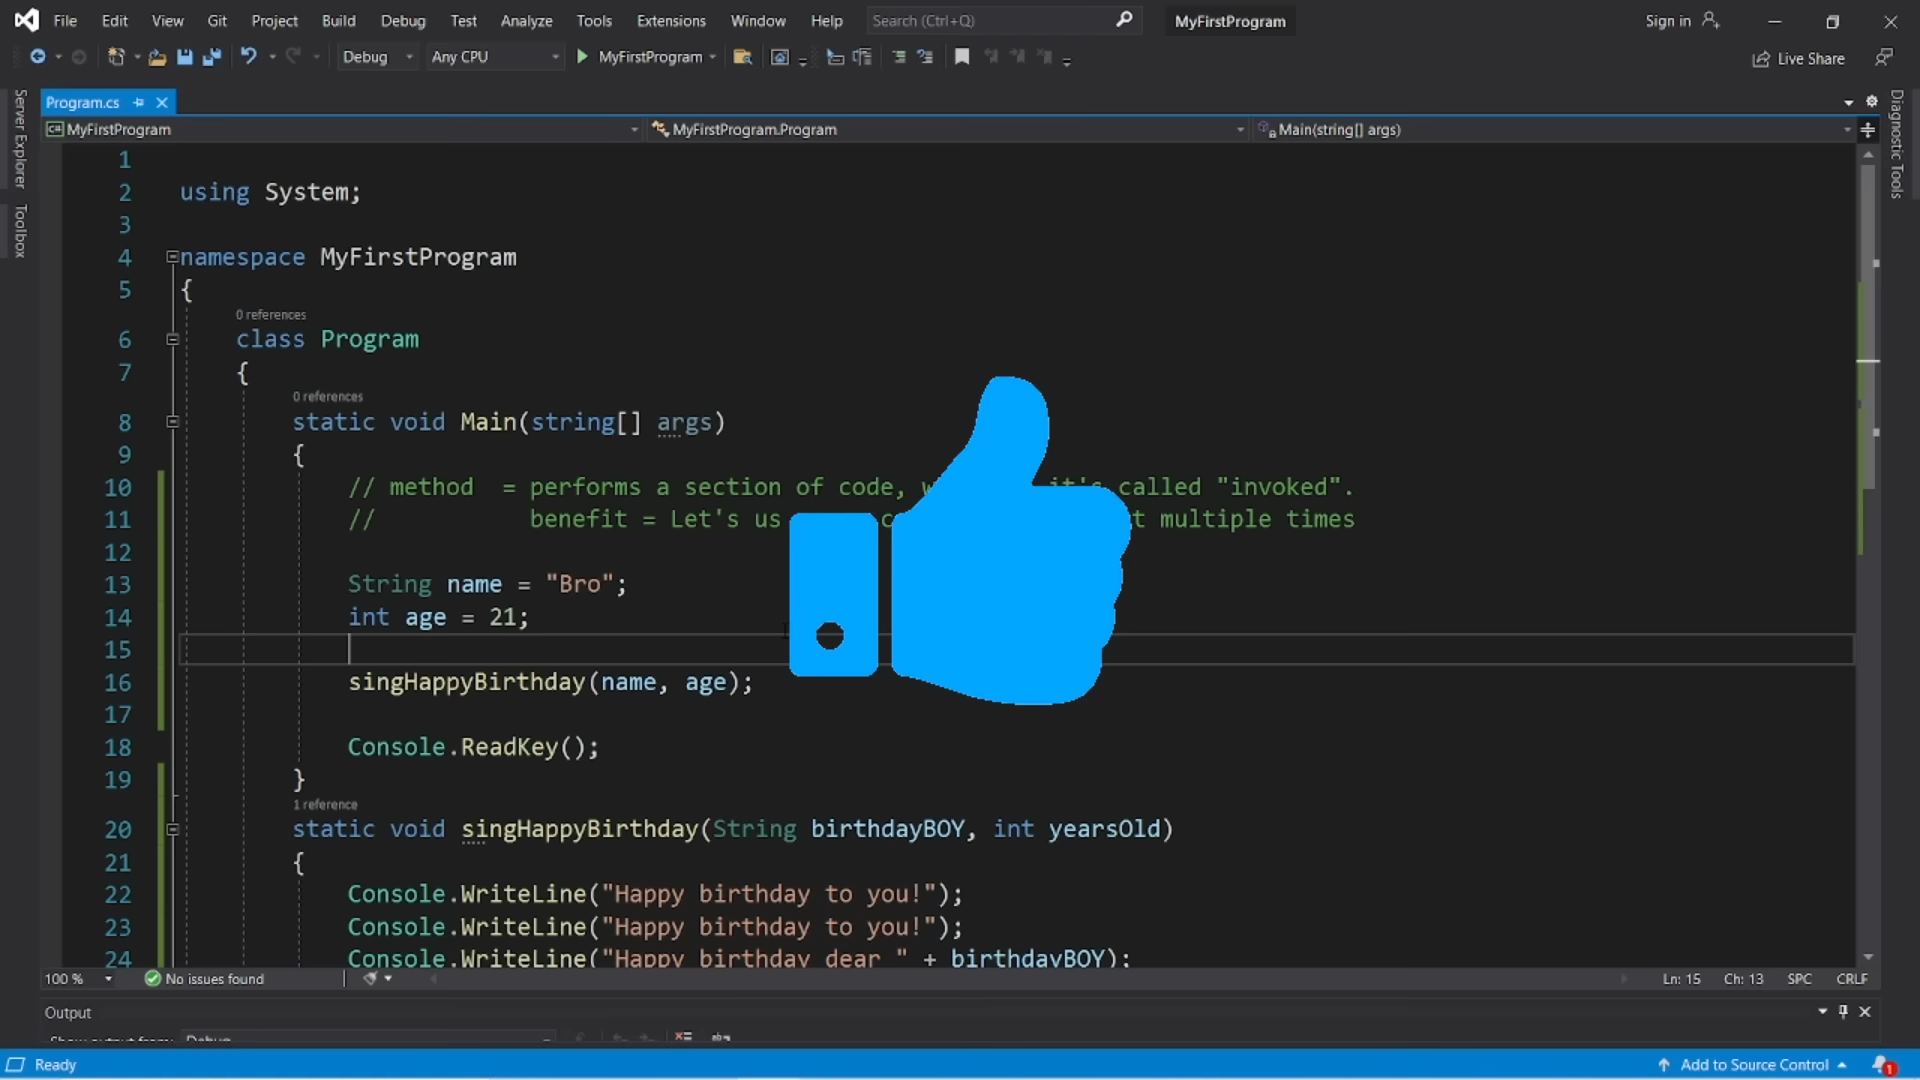 File Edit View Git Project Build Debug Test Analyze Tools Extensions Window Help Search (Ctrl+Q) MyFirstProgram Sign in
Debug Any CPU MyFirstProgram Live Share
Server Explorer
Toolbox
Program.cs
MyFirstProgram MyFirstProgram.Program Main(string[] args)
Diagnostic Tools
1
2 using System;
3
4 namespace MyFirstProgram
5 {
0 references
6 class Program
7 {
0 references
8 static void Main(string[] args)
9 {
10 // method = performs a section of code, it's called "invoked".
11 // benefit = Let's us multiple times
12
13 String name = "Bro";
14 int age = 21;
15
16 singHappyBirthday(name, age);
17
18 Console.ReadKey();
19 }
1 reference
20 static void singHappyBirthday(String birthdayBOY, int yearsOld)
21 {
22 Console.WriteLine("Happy birthday to you!");
23 Console.WriteLine("Happy birthday to you!");
24 Console.WriteLine("Happy birthday dear " + birthdayBOY);
100 % No issues found Ln: 15 Ch: 13 SPC CRLF
Output
Show output from: Debug
Ready Add to Source Control 1